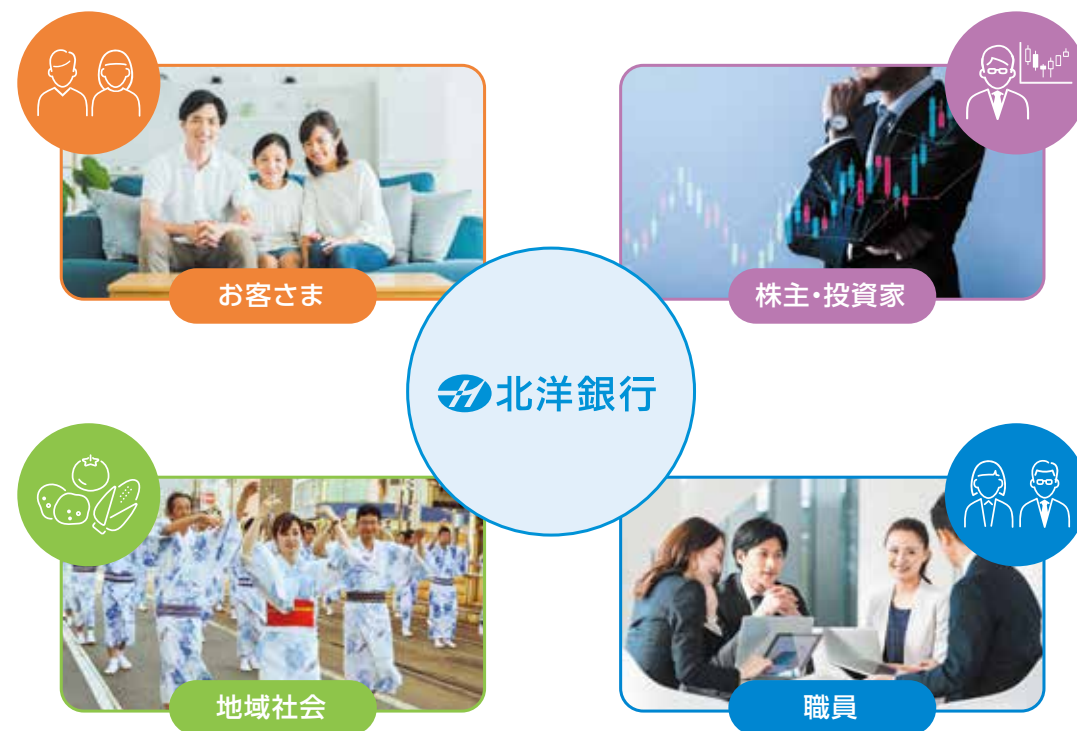 お客さま
株主・投資家
北洋銀行
地域社会
職員